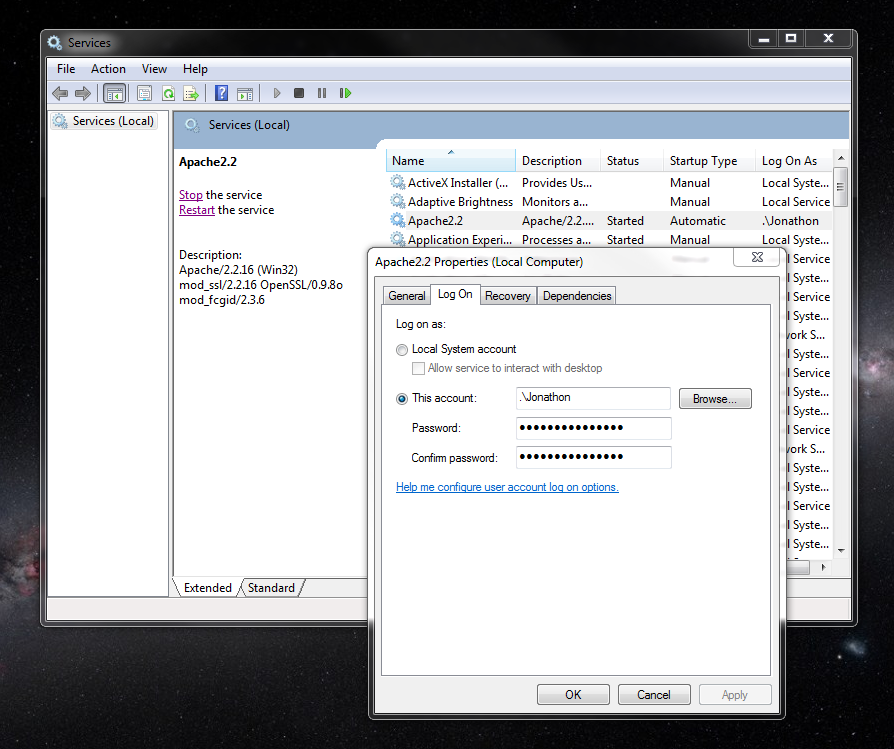 Services
File Action View Help
Services (Local)
Services (Local)
Apache2.2
Stop the service
Restart the service
Description:
Apache/2.2.16 (Win32)
mod_ssl/2.2.16 OpenSSL/0.9.8o
mod_fcgid/2.3.6
Name Description Status Startup Type Log On As
ActiveX Installer (... Provides Us... Manual Local Syste...
Adaptive Brightness Monitors a... Manual Local Service
Apache2.2 Apache/2.2.... Started Automatic .\Jonathon
Application Experi... Processes a... Started Manual Local Syste...
l Service
l Syste...
l Service
l Syste...
work S...
l Syste...
l Service
l Syste...
l Syste...
l Service
work S...
l Syste...
l Syste...
l Service
l Syste...
l Syste...
Extended Standard
Apache2.2 Properties (Local Computer)
General Log On Recovery Dependencies
Log on as:
Local System account
Allow service to interact with desktop
This account: .\Jonathon Browse...
Password: •••••••••••••••
Confirm password: •••••••••••••••
Help me configure user account log on options.
OK Cancel Apply